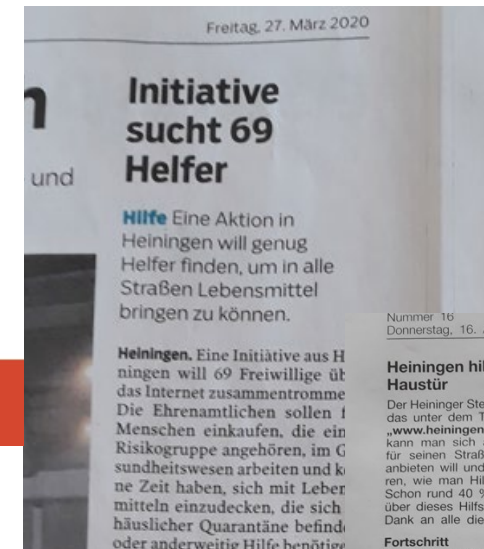 Freitag, 27. März 2020
und
Initiative
sucht 69
Helfer
Hilfe Eine Aktion in
Heiningen will genug
Helfer finden, um in alle
Straßen Lebensmittel
bringen zu können.
Heiningen. Eine Initiative aus H
ningen will 69 Freiwillige üb
das Internet zusammentromme
Die Ehrenamtlichen sollen f
Menschen einkaufen, die ein
Risikogruppe angehören, im G
sundheitswesen arbeiten und k
ne Zeit haben, sich mit Leben
mitteln einzudecken, die sich
häuslicher Quarantäne befind
oder anderweitig Hilfe benötige
Nummer 16
Donnerstag, 16.
Heiningen hil
Haustür
Der Heininger Ste
das unter dem T
„www.heiningen
kann man sich
für seinen Straß
anbieten will und
ren, wie man Hil
Schon rund 40 %
über dieses Hilfs
Dank an alle die
Fortschritt